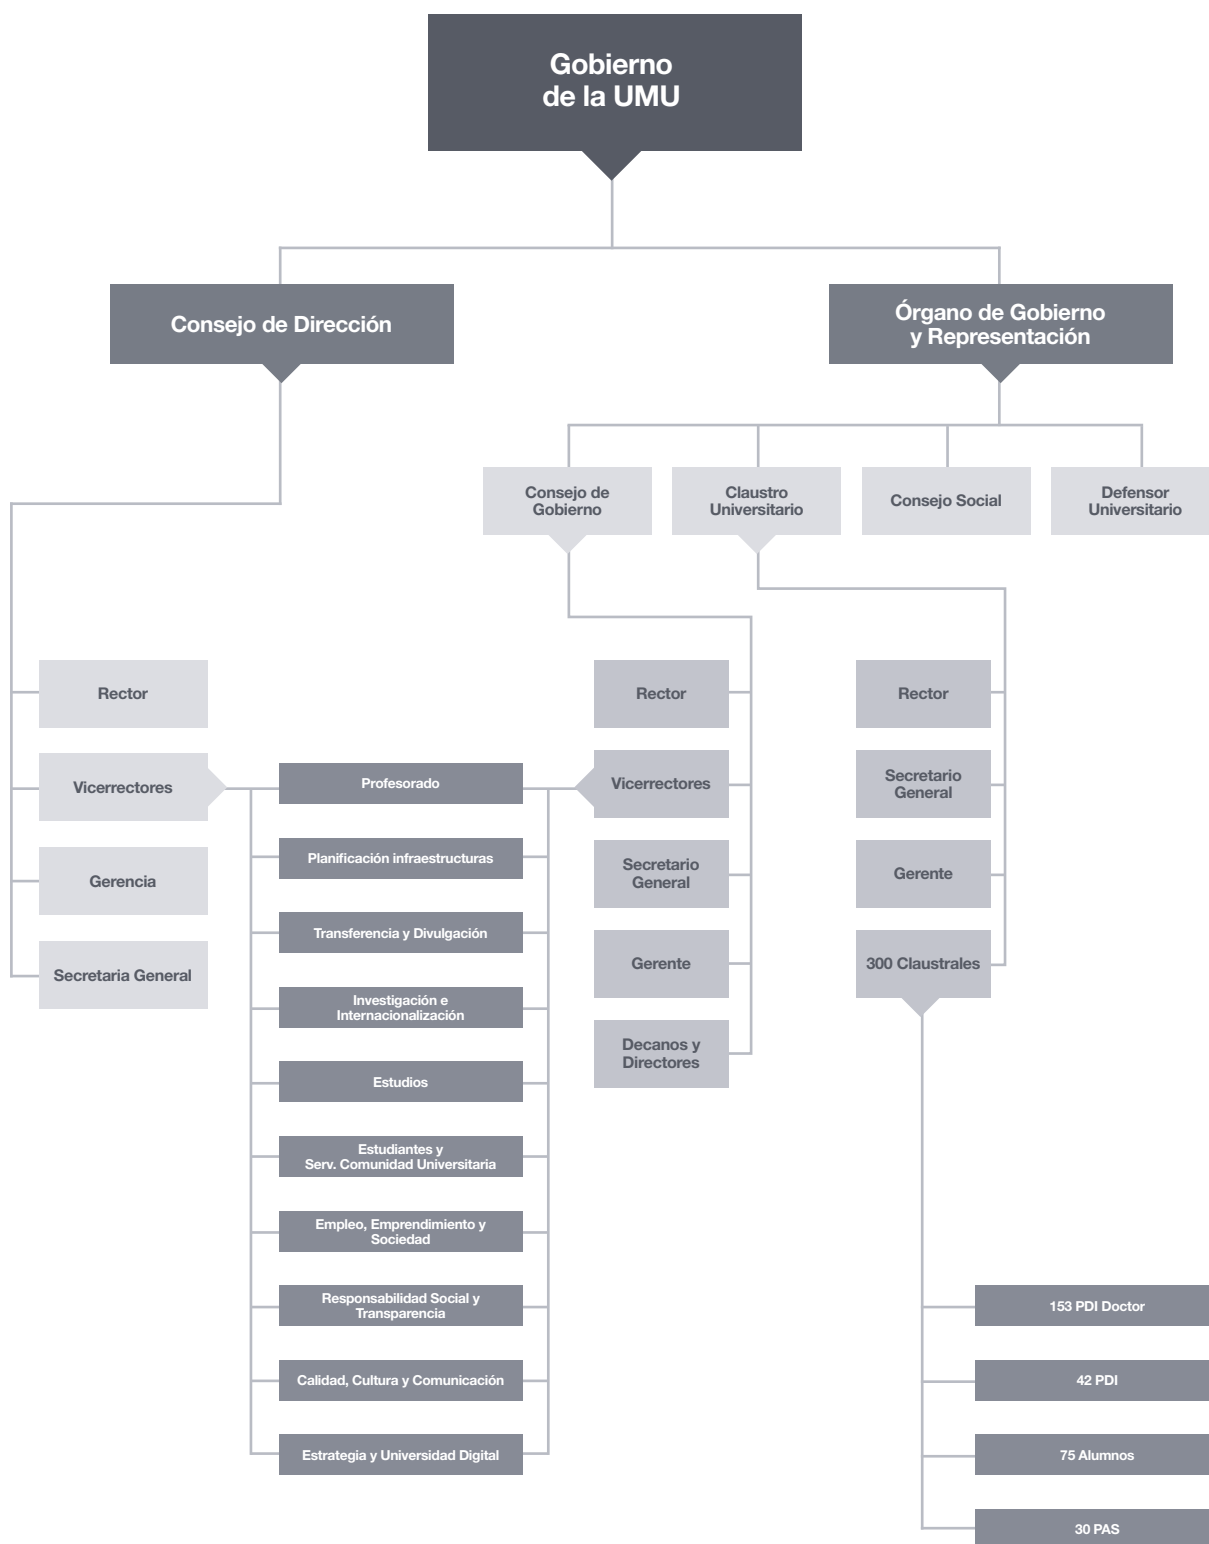 Gobierno
de la UMU
Consejo de Dirección
Órgano de Gobierno
y Representación
Consejo de
Gobierno
Claustro
Universitario
Consejo Social
Defensor
Universitario
Rector
Vicerrectores
Gerencia
Secretaria General
Profesorado
Planificación infraestructuras
Transferencia y Divulgación
Investigación e
Internacionalización
Estudios
Estudiantes y
Serv. Comunidad Universitaria
Empleo, Emprendimiento y
Sociedad
Responsabilidad Social y
Transparencia
Calidad, Cultura y Comunicación
Estrategia y Universidad Digital
Rector
Vicerrectores
Secretario
General
Gerente
Decanos y
Directores
Rector
Secretario
General
Gerente
300 Claustrales
153 PDI Doctor
42 PDI
75 Alumnos
30 PAS